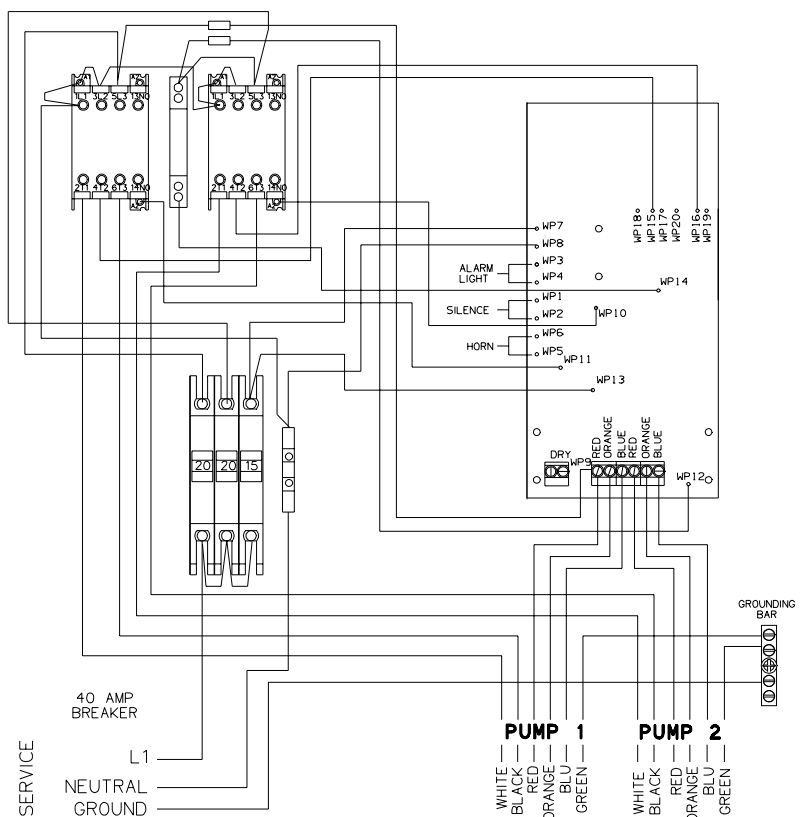 1L1 3L2 5L3 13NO
1L1 3L2 5L3 13NO
2T1 4T2 6T3 14NO
2T1 4T2 6T3 14NO
A2
A2
WP18
WP15
WP17
WP20
WP16
WP19
WP7
WP8
WP3
WP4
ALARM
LIGHT
WP14
WP1
WP2
SILENCE
WP10
WP6
WP5
HORN
WP11
WP13
RED
ORANGE
BLUE
RED
ORANGE
BLUE
DRY
WP9
WP12
20 20 15
GROUNDING
BAR
40 AMP
BREAKER
PUMP 1
PUMP 2
SERVICE
L1
NEUTRAL
GROUND
WHITE
BLACK
RED
ORANGE
BLU
GREEN
WHITE
BLACK
RED
ORANGE
BLU
GREEN